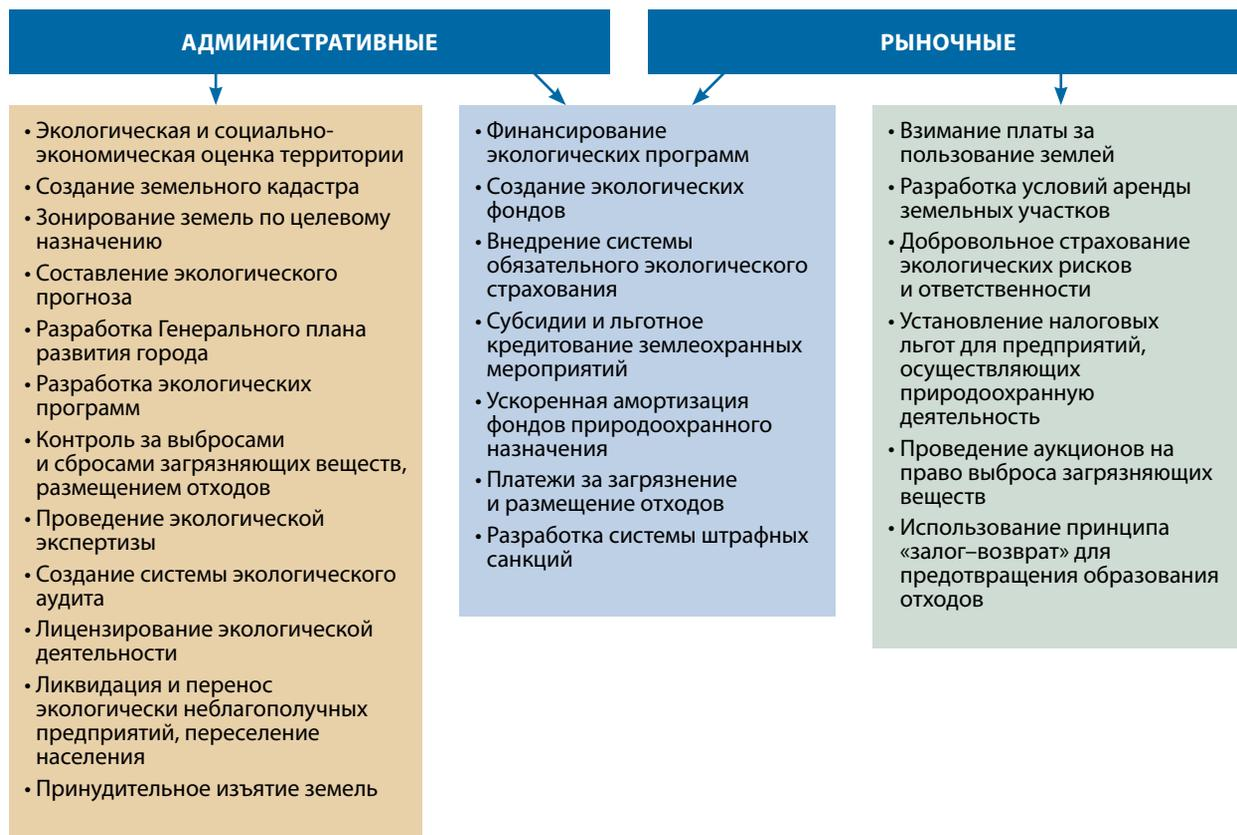 АДМИНИСТРАТИВНЫЕ
РЫНОЧНЫЕ
• Экологическая и социально-
экономическая оценка территории
• Создание земельного кадастра
• Зонирование земель по целевому
назначению
• Составление экологического
прогноза
• Разработка Генерального плана
развития города
• Разработка экологических
программ
• Контроль за выбросами
и сбросами загрязняющих веществ,
размещением отходов
• Проведение экологической
экспертизы
• Создание системы экологического
аудита
• Лицензирование экологической
деятельности
• Ликвидация и перенос
экологически неблагополучных
предприятий, переселение
населения
• Принудительное изъятие земель
• Финансирование
экологических программ
• Создание экологических
фондов
• Внедрение системы
обязательного экологического
страхования
• Субсидии и льготное
кредитование землеохранных
мероприятий
• Ускоренная амортизация
фондов природоохранного
назначения
• Платежи за загрязнение
и размещение отходов
• Разработка системы штрафных
санкций
• Взимание платы за
пользование землей
• Разработка условий аренды
земельных участков
• Добровольное страхование
экологических рисков
и ответственности
• Установление налоговых
льгот для предприятий,
осуществляющих
природоохранную
деятельность
• Проведение аукционов на
право выброса загрязняющих
веществ
• Использование принципа
«залог–возврат» для
предотвращения образования
отходов